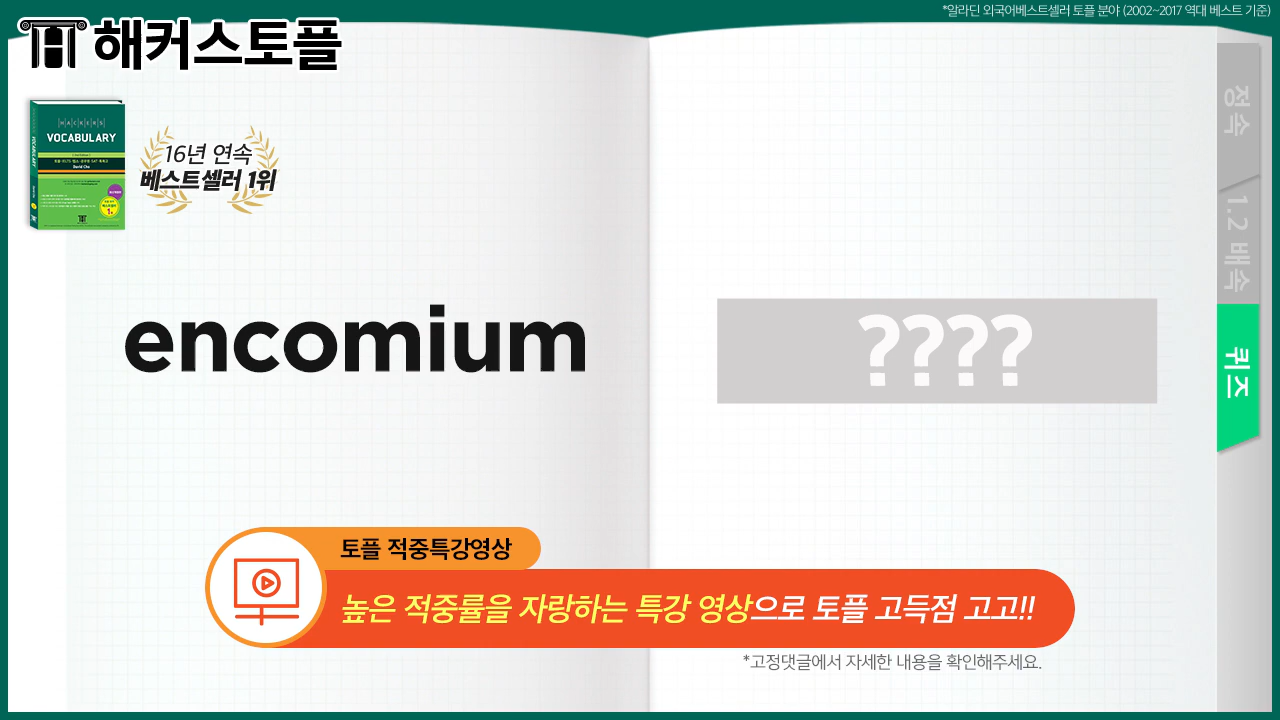 *알라딘 외국어베스트셀러 토플 분야 (2002~2017 역대 베스트 기준)
해커스토플
HACKERS
VOCABULARY
16년 연속
베스트셀러 1위
정속
1.2 배속
퀴즈
encomium
????
토플 적중특강영상
높은 적중률을 자랑하는 특강 영상으로 토플 고득점 고고!!
*고정댓글에서 자세한 내용을 확인해주세요.